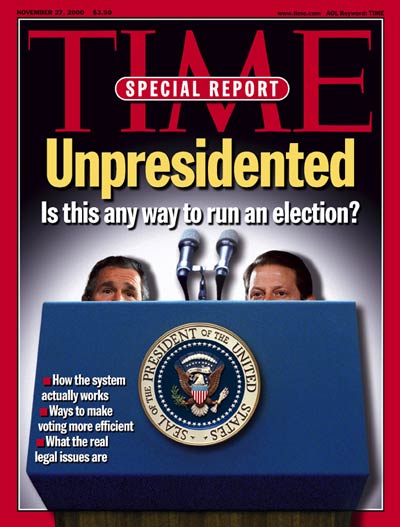 NOVEMBER 27, 2000 $3.50 www.time.com AOL Keyword: TIME
TIME
SPECIAL REPORT
Unpresidented
Is this any way to run an election?
SEAL OF THE PRESIDENT OF THE UNITED STATES
How the system
actually works
Ways to make
voting more efficient
What the real
legal issues are